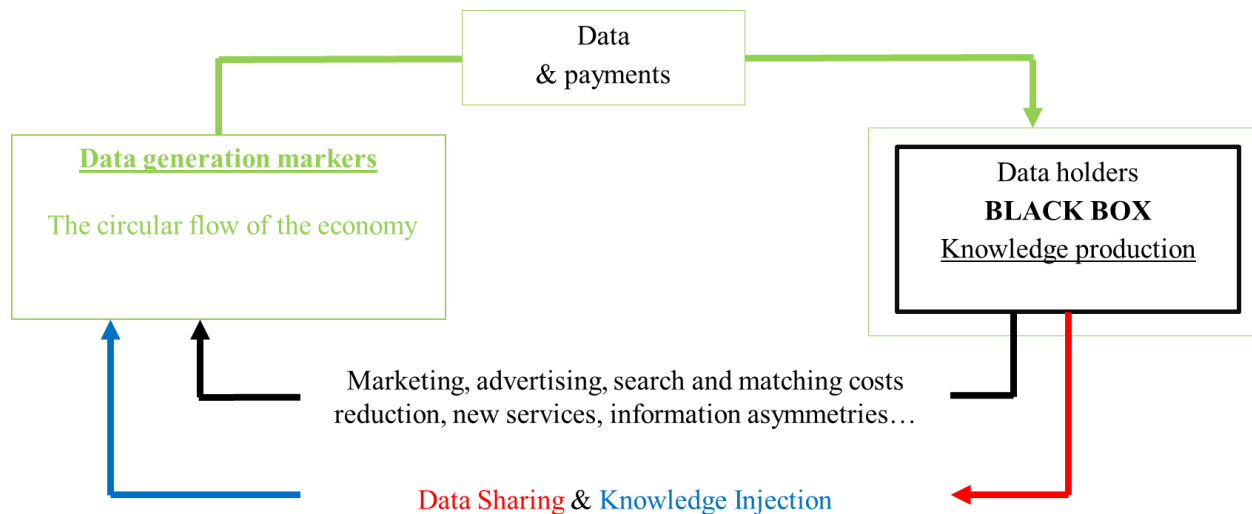 Data
& payments
Data generation markers
The circular flow of the economy
Data holders
BLACK BOX
Knowledge production
Marketing, advertising, search and matching costs
reduction, new services, information asymmetries…
Data Sharing & Knowledge Injection